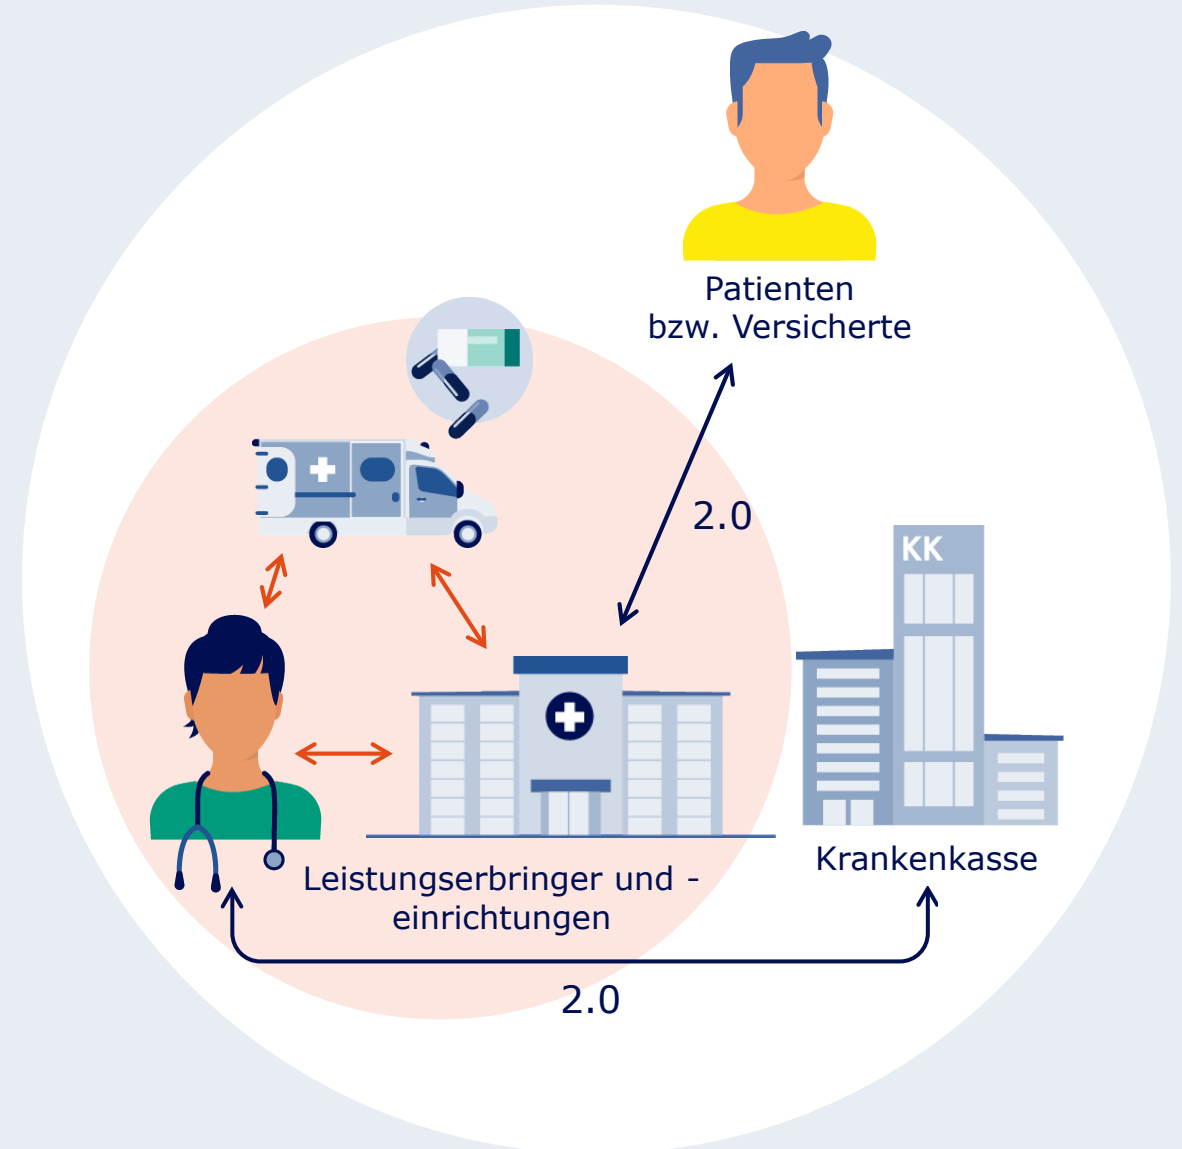 Patienten
bzw. Versicherte
2.0
KK
Krankenkasse
Leistungserbringer und -
einrichtungen
2.0